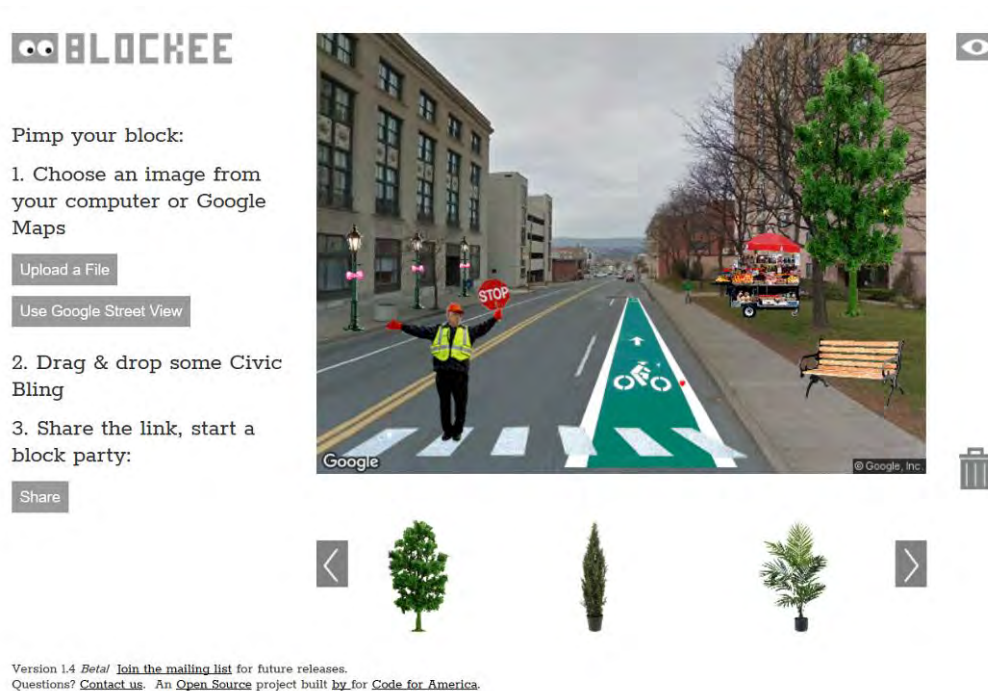 BLOCKEE
Pimp your block:
1. Choose an image from
your computer or Google
Maps
Upload a File
Use Google Street View
2. Drag & drop some Civic
Bling
3. Share the link, start a
block party:
Share
STOP
Google
© Google, Inc.
Version 1.4 Beta! Join the mailing list for future releases.
Questions? Contact us. An Open Source project built by for Code for America.